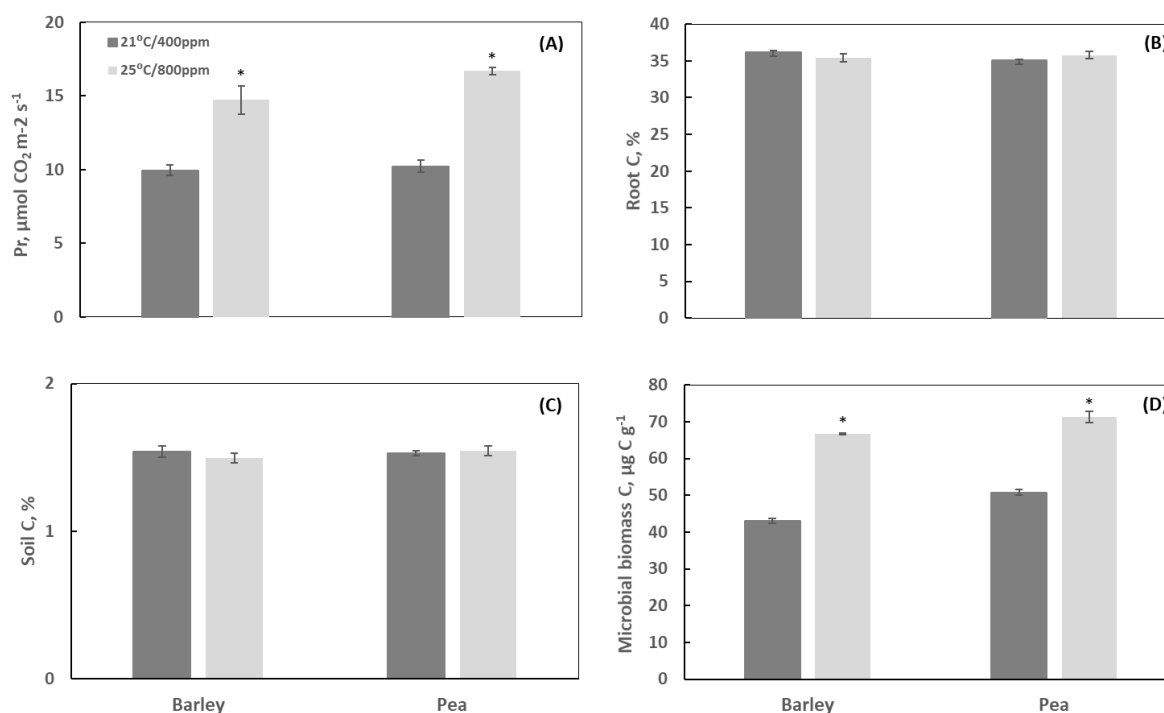 20
15
10
5
0
Pr, µmol CO₂ m-2 s⁻¹
21⁰C/400ppm
25⁰C/800ppm
*
*
(A)
40
35
30
25
20
15
10
5
0
Root C, %
(B)
2
1
0
Soil C, %
(C)
Barley
Pea
80
70
60
50
40
30
20
10
0
Microbial biomass C, µg C g⁻¹
*
*
(D)
Barley
Pea